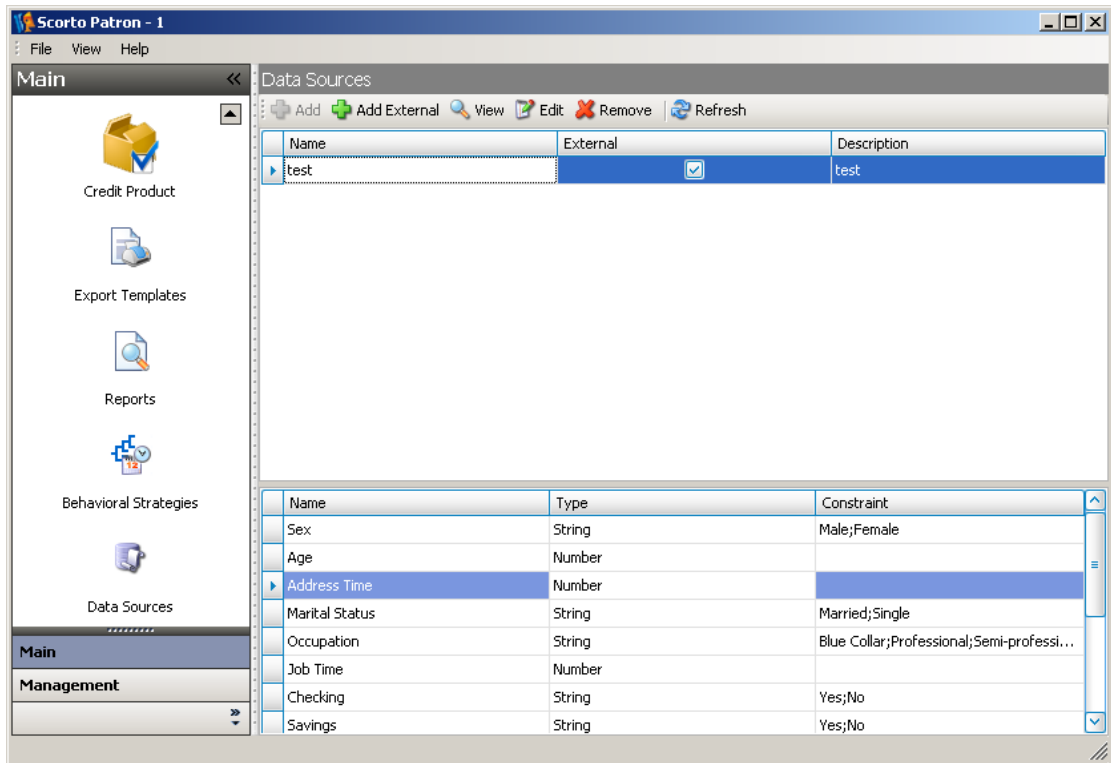 Scorto Patron - 1
File View Help
Main
Data Sources
Add Add External View Edit Remove Refresh
Name External Description
test test
Credit Product
Export Templates
Reports
12
Behavioral Strategies
Data Sources
Main
Management
Name Type Constraint
Sex String Male;Female
Age Number
Address Time Number
Marital Status String Married;Single
Occupation String Blue Collar;Professional;Semi-professi...
Job Time Number
Checking String Yes;No
Savings String Yes;No